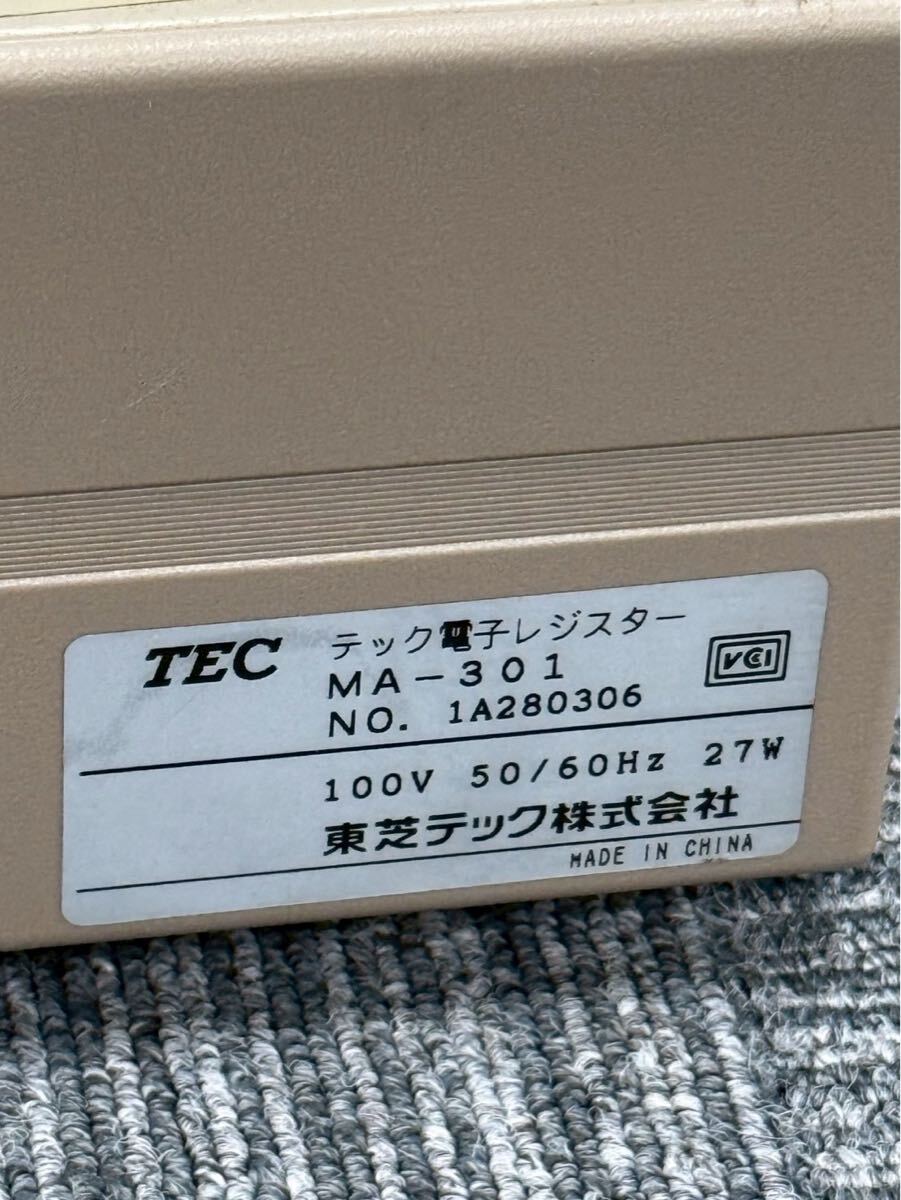 TEC
テック電子レジスター
MA-301
VCI
NO. 1A280306
100V 50/60Hz 27W
東芝テック株式会社
MADE IN CHINA